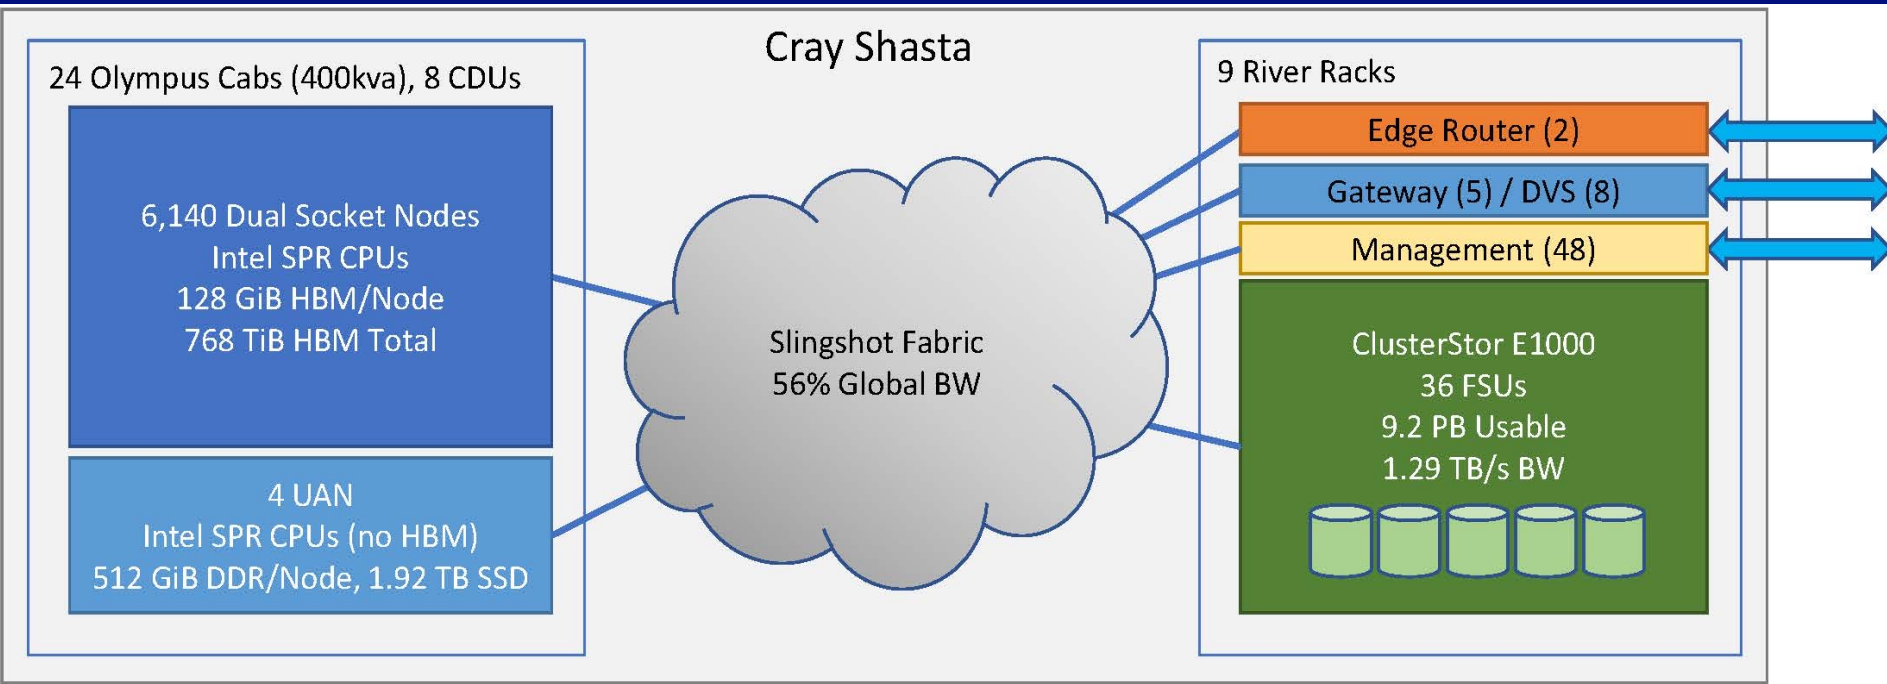 Cray Shasta
24 Olympus Cabs (400kva), 8 CDUs
6,140 Dual Socket Nodes
Intel SPR CPUs
128 GiB HBM/Node
768 TiB HBM Total
4 UAN
Intel SPR CPUs (no HBM)
512 GiB DDR/Node, 1.92 TB SSD
Slingshot Fabric
56% Global BW
9 River Racks
Edge Router (2)
Gateway (5) / DVS (8)
Management (48)
ClusterStor E1000
36 FSUs
9.2 PB Usable
1.29 TB/s BW